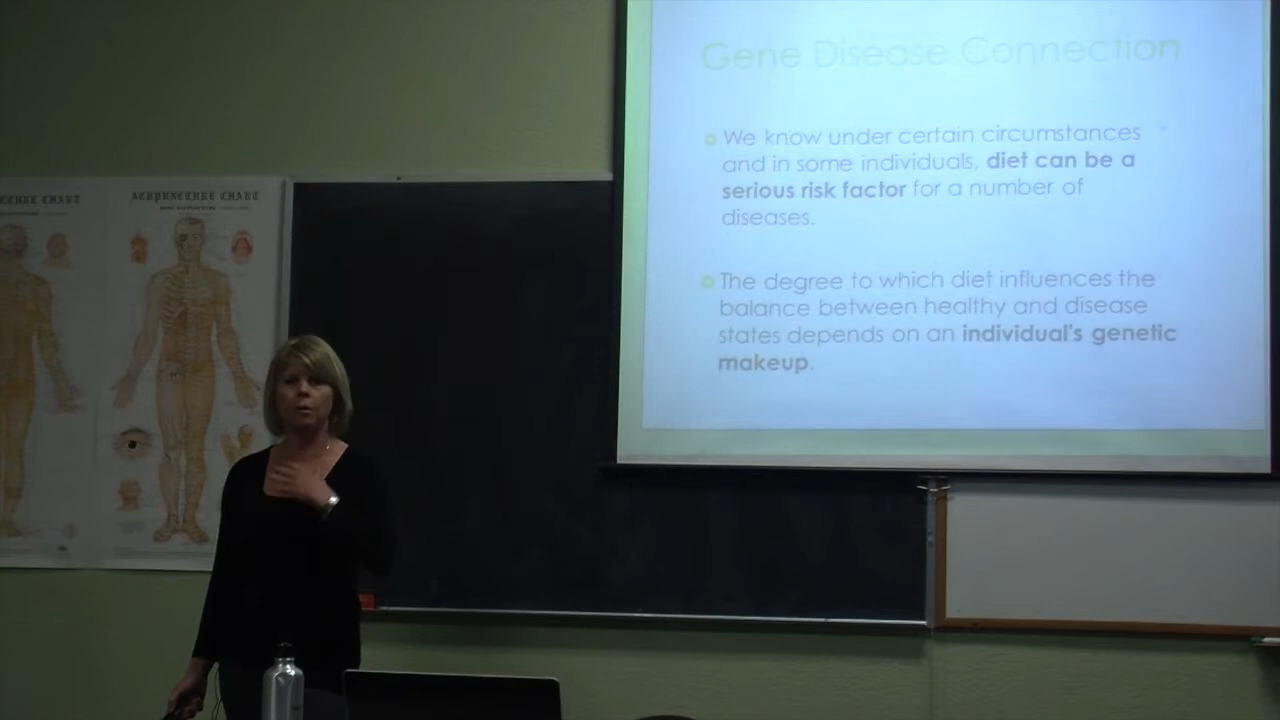 Gene Disease Connection
We know under certain circumstances
and in some individuals, diet can be a
serious risk factor for a number of
diseases.
The degree to which diet influences the
balance between healthy and disease
states depends on an individual's genetic
makeup.
ACUPUNCTURE CHART
CHART